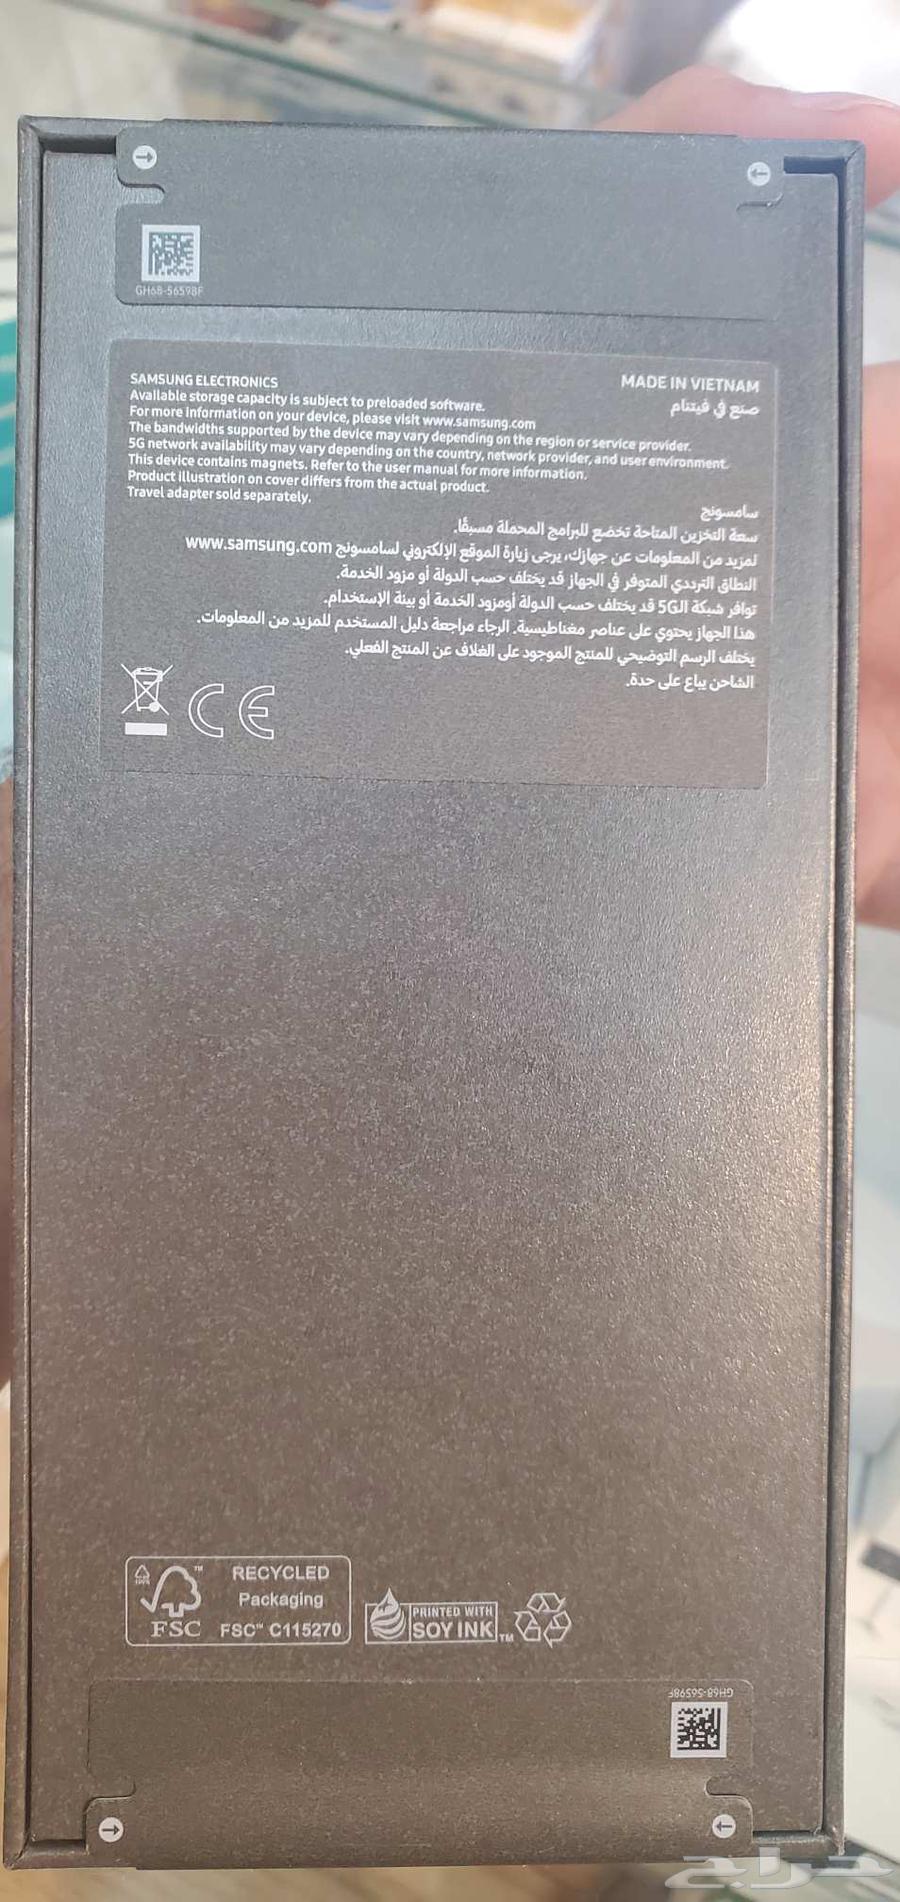 GH68-56598F
SAMSUNG ELECTRONICS
MADE IN VIETNAM
صنع في فيتنام
Available storage capacity is subject to preloaded software.
For more information on your device, please visit www.samsung.com
The bandwidths supported by the device may vary depending on the region or service provider.
5G network availability may vary depending on the country, network provider, and user environment.
This device contains magnets. Refer to the user manual for more information.
Product illustration on cover differs from the actual product.
Travel adapter sold separately.
سامسونج
سعة التخزين المتاحة تخضع للبرامج المحملة مسبقًا.
لمزيد من المعلومات عن جهازك، يرجى زيارة الموقع الإلكتروني لسامسونج www.samsung.com
النطاق الترددي المتوفر في الجهاز قد يختلف حسب الدولة أو مزود الخدمة.
توافر شبكة ال5G قد يختلف حسب الدولة أومزود الخدمة أو بيئة الإستخدام.
هذا الجهاز يحتوي على عناصر مغناطيسية. الرجاء مراجعة دليل المستخدم للمزيد من المعلومات.
يختلف الرسم التوضيحي للمنتج الموجود على الغلاف عن المنتج الفعلي.
الشاحن يباع على حدة.
CE
RECYCLED
Packaging
FSC™ C115270
FSC
PRINTED WITH
SOY INK™
GH68-56598F
حراج